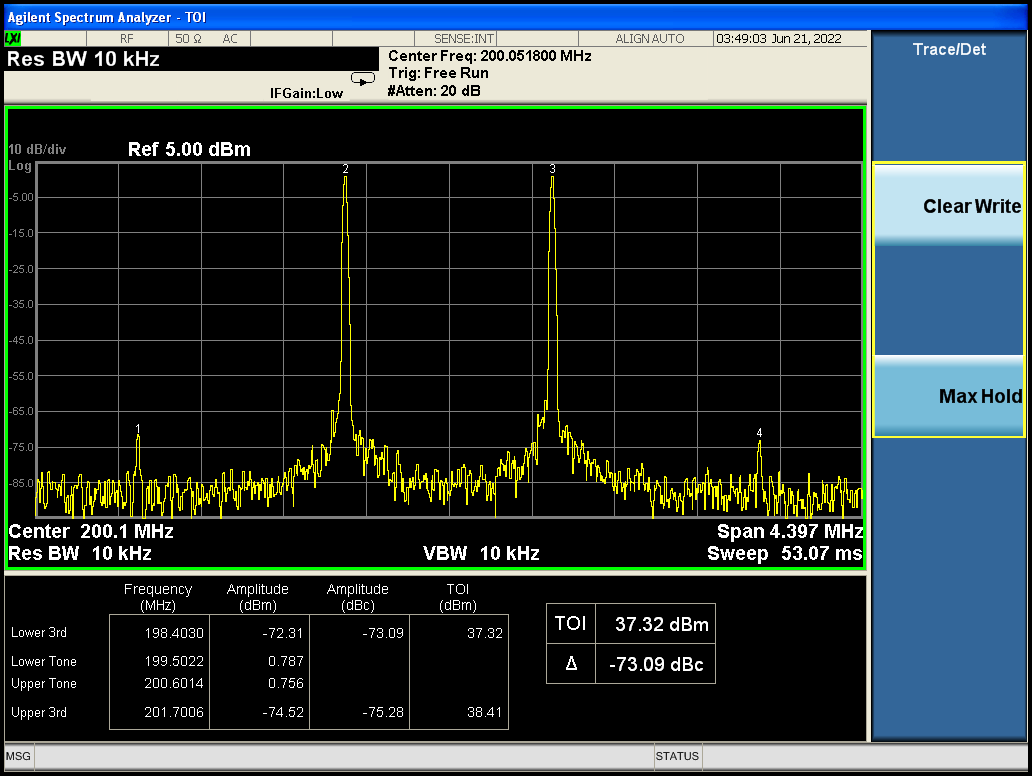 Agilent Spectrum Analyzer - TOI
LXI RF 50 Ω AC SENSE:INT ALIGN AUTO 03:49:03 Jun 21, 2022
Res BW 10 kHz
Center Freq: 200.051800 MHz
Trig: Free Run
IFGain:Low #Atten: 20 dB
Trace/Det
Clear Write
Max Hold
10 dB/div Ref 5.00 dBm
Log
2 3
-5.00
-15.0
-25.0
-35.0
-45.0
-55.0
-65.0
1 4
-75.0
-85.0
Center 200.1 MHz Span 4.397 MHz
Res BW 10 kHz VBW 10 kHz Sweep 53.07 ms
Frequency Amplitude Amplitude TOI
(MHz) (dBm) (dBc) (dBm)
Lower 3rd 198.4030 -72.31 -73.09 37.32
Lower Tone 199.5022 0.787
Upper Tone 200.6014 0.756
Upper 3rd 201.7006 -74.52 -75.28 38.41
TOI 37.32 dBm
Δ -73.09 dBc
MSG STATUS